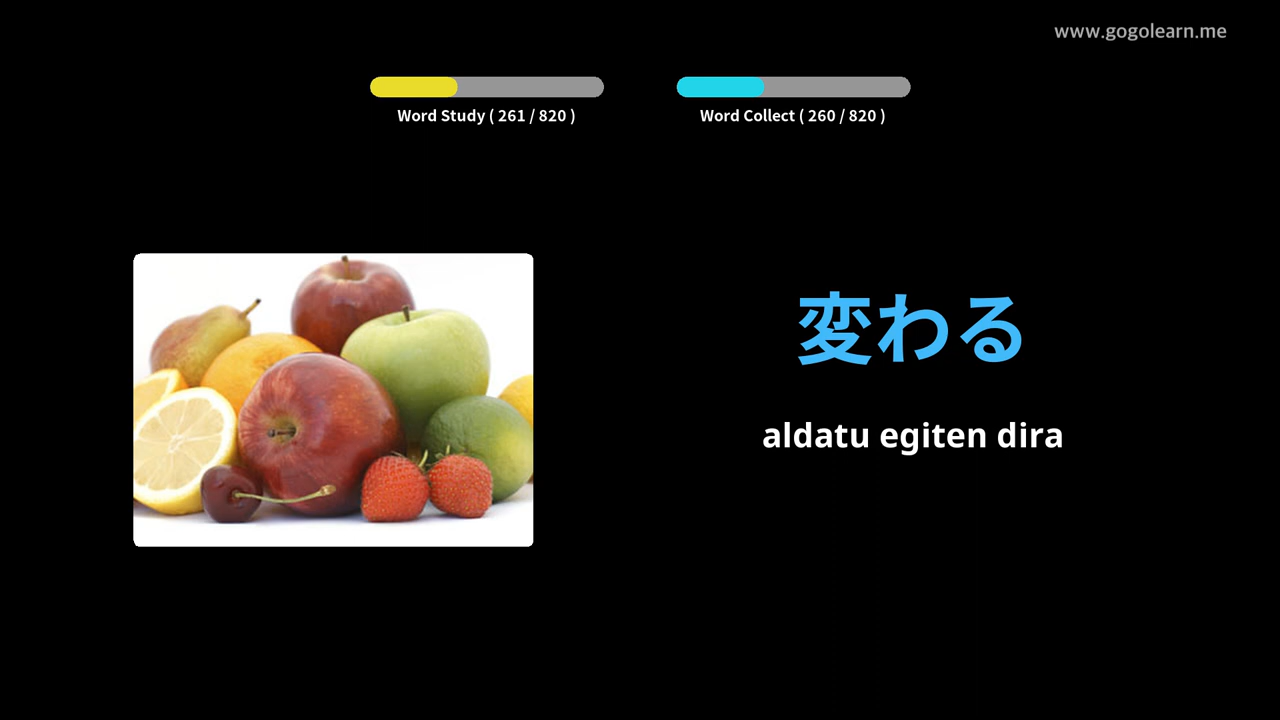 www.gogolearn.me
Word Study ( 261 / 820 )
Word Collect ( 260 / 820 )
変わる
aldatu egiten dira